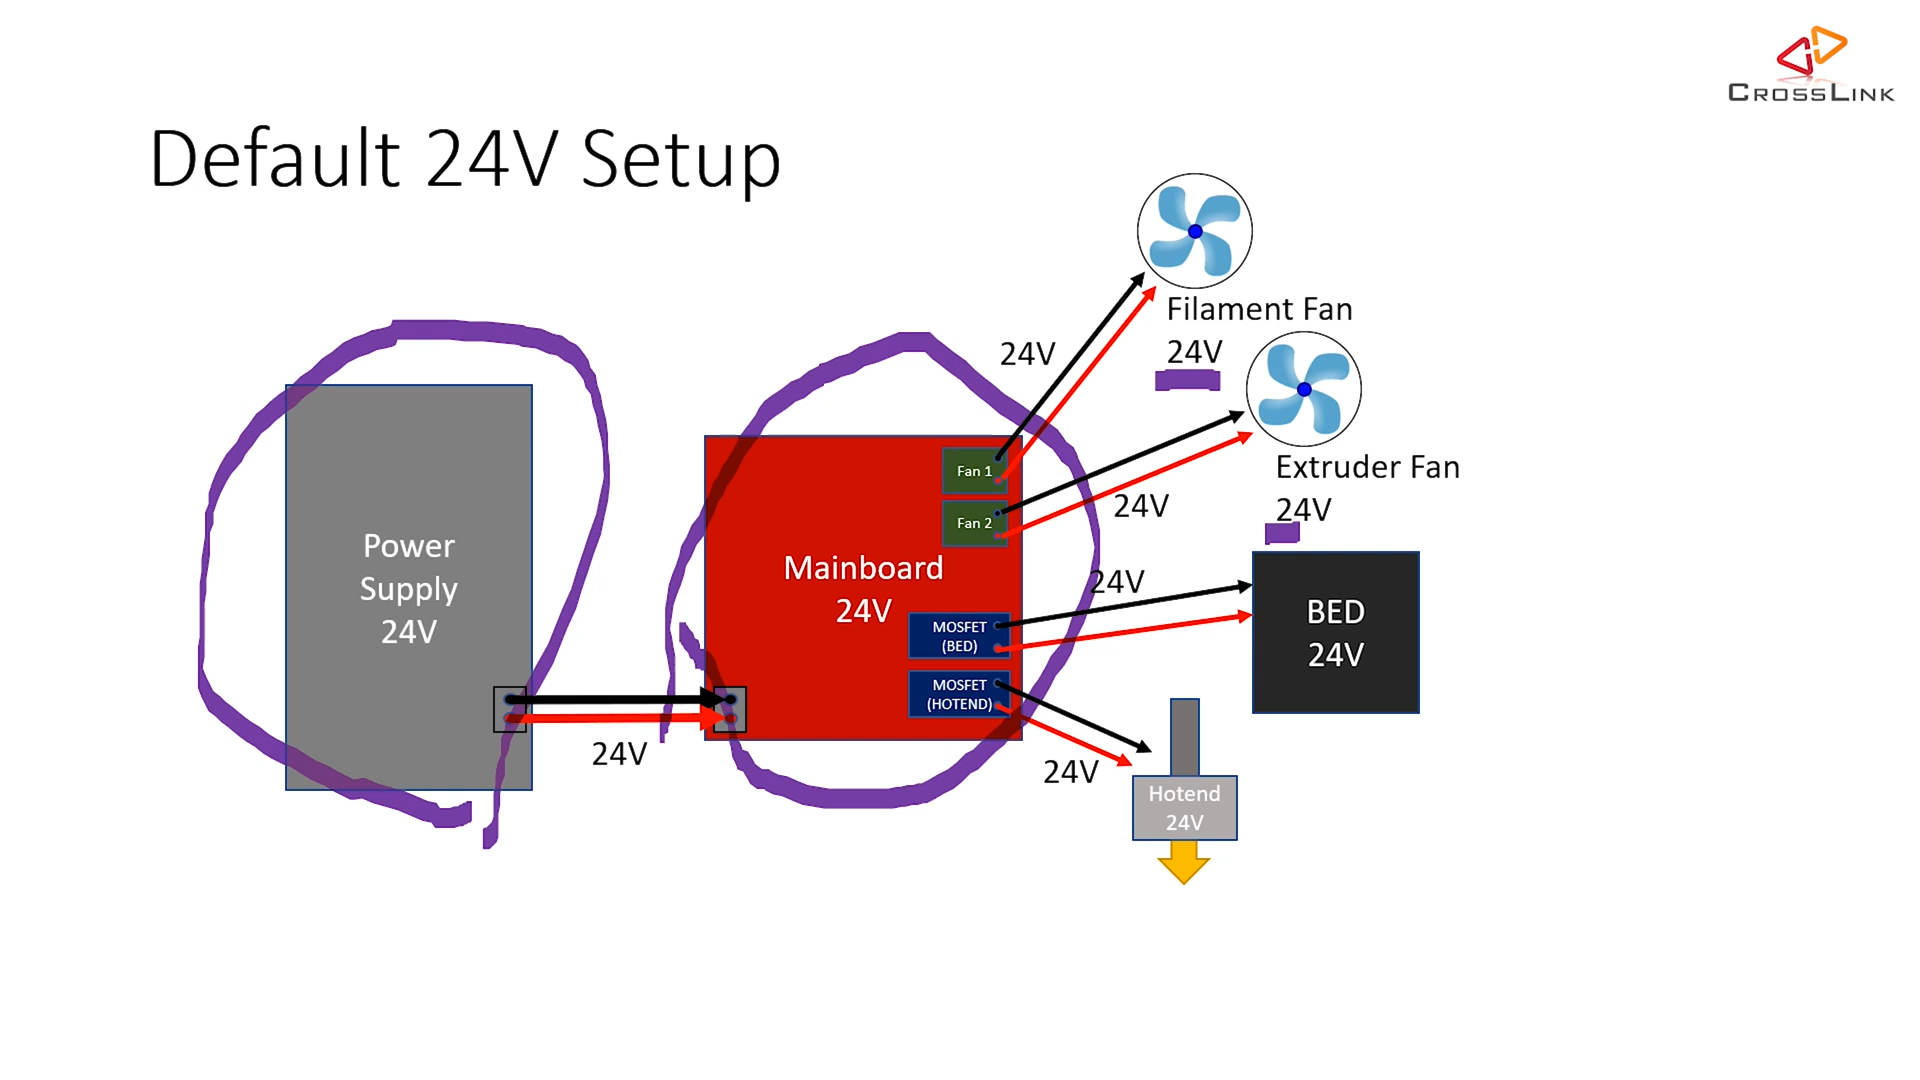 CROSSLINK
Default 24V Setup
Filament Fan
24V
24V
Extruder Fan
24V
24V
Fan 1
Fan 2
Mainboard
24V
24V
MOSFET
(BED)
MOSFET
(HOTEND)
BED
24V
Power
Supply
24V
24V
24V
Hotend
24V